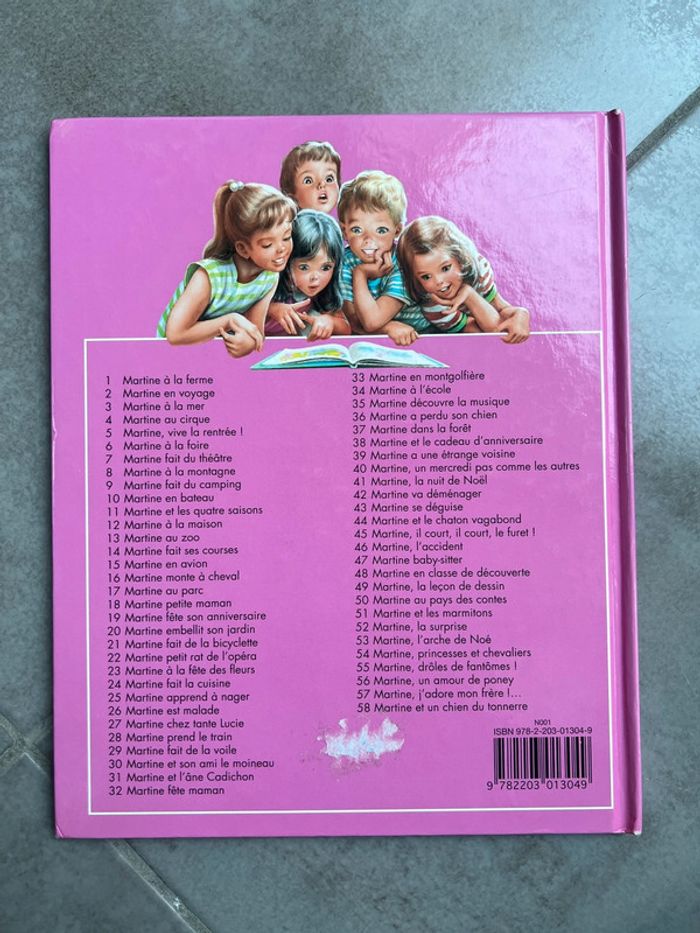 1 Martine à la ferme
2 Martine en voyage
3 Martine à la mer
4 Martine au cirque
5 Martine, vive la rentrée !
6 Martine à la foire
7 Martine fait du théâtre
8 Martine à la montagne
9 Martine fait du camping
10 Martine en bateau
11 Martine et les quatre saisons
12 Martine à la maison
13 Martine au zoo
14 Martine fait ses courses
15 Martine en avion
16 Martine monte à cheval
17 Martine au parc
18 Martine petite maman
19 Martine fête son anniversaire
20 Martine embellit son jardin
21 Martine fait de la bicyclette
22 Martine petit rat de l'opéra
23 Martine à la fête des fleurs
24 Martine fait la cuisine
25 Martine apprend à nager
26 Martine est malade
27 Martine chez tante Lucie
28 Martine prend le train
29 Martine fait de la voile
30 Martine et son ami le moineau
31 Martine et l'âne Cadichon
32 Martine fête maman
33 Martine en montgolfière
34 Martine à l'école
35 Martine découvre la musique
36 Martine a perdu son chien
37 Martine dans la forêt
38 Martine et le cadeau d'anniversaire
39 Martine a une étrange voisine
40 Martine, un mercredi pas comme les autres
41 Martine, la nuit de Noël
42 Martine va déménager
43 Martine se déguise
44 Martine et le chaton vagabond
45 Martine, il court, il court, le furet !
46 Martine, l'accident
47 Martine baby-sitter
48 Martine en classe de découverte
49 Martine, la leçon de dessin
50 Martine au pays des contes
51 Martine et les marmitons
52 Martine, la surprise
53 Martine, l'arche de Noé
54 Martine, princesses et chevaliers
55 Martine, drôles de fantômes !
56 Martine, un amour de poney
57 Martine, j'adore mon frère !...
58 Martine et un chien du tonnerre
N001
ISBN 978-2-203-01304-9
9 782203 013049